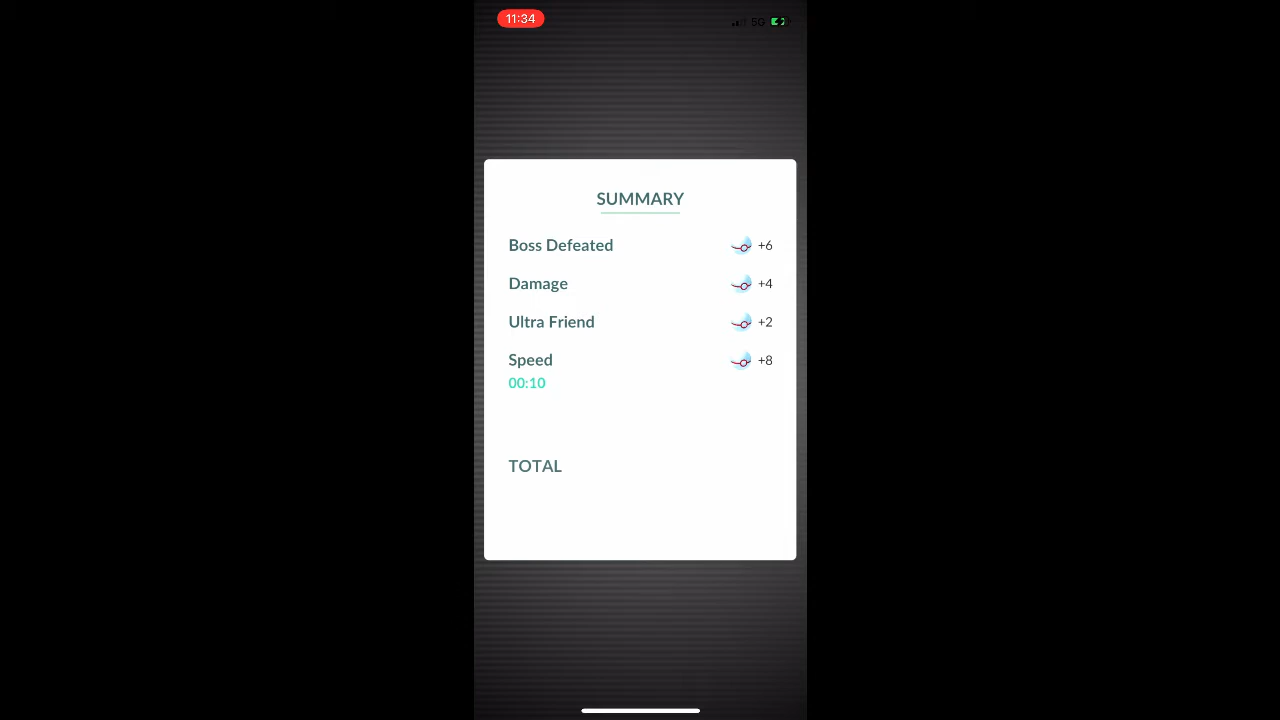 11:34
5G
SUMMARY
Boss Defeated +6
Damage +4
Ultra Friend +2
Speed +8
00:10
TOTAL